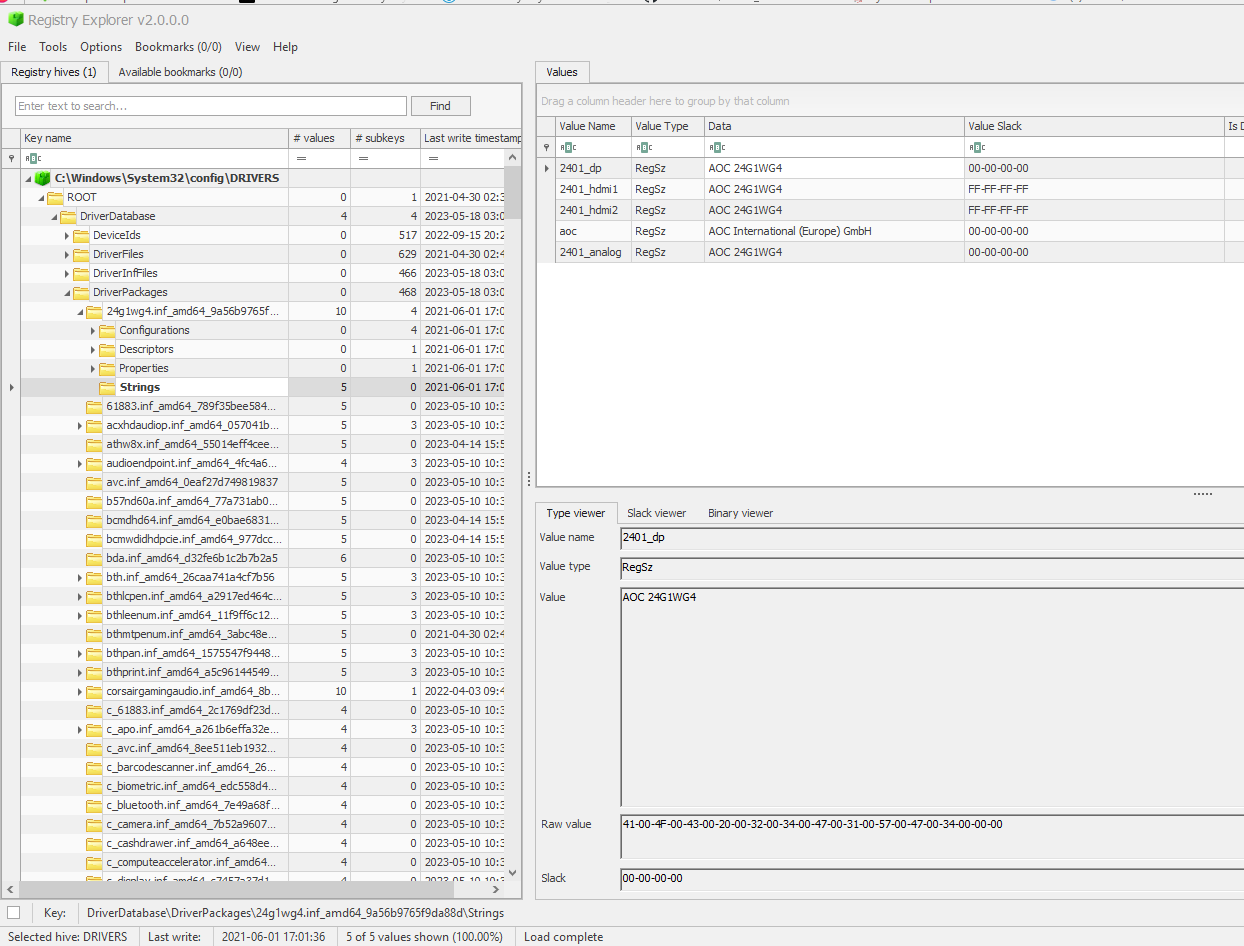 Registry Explorer v2.0.0.0
File Tools Options Bookmarks (0/0) View Help
Registry hives (1) Available bookmarks (0/0)
Enter text to search... Find
Key name # values # subkeys Last write timestamp
= = =
C:\Windows\System32\config\DRIVERS
ROOT 0 1 2021-04-30 02:3
DriverDatabase 4 4 2023-05-18 03:0
DeviceIds 0 517 2022-09-15 20:2
DriverFiles 0 629 2021-04-30 02:4
DriverInfFiles 0 466 2023-05-18 03:0
DriverPackages 0 468 2023-05-18 03:0
24g1wg4.inf_amd64_9a56b9765f... 10 4 2021-06-01 17:0
Configurations 0 4 2021-06-01 17:0
Descriptors 0 1 2021-06-01 17:0
Properties 0 1 2021-06-01 17:0
Strings 5 0 2021-06-01 17:0
61883.inf_amd64_789f35bee584... 5 0 2023-05-10 10:3
acxhdaudiop.inf_amd64_057041b... 5 3 2023-05-10 10:3
athw8x.inf_amd64_55014eff4cee... 5 0 2023-04-14 15:5
audioendpoint.inf_amd64_4fc4a6... 4 3 2023-05-10 10:3
avc.inf_amd64_0eaf27d749819837 5 0 2023-05-10 10:3
b57nd60a.inf_amd64_77a731ab0... 5 0 2023-05-10 10:3
bcmdhd64.inf_amd64_e0bae6831... 5 0 2023-04-14 15:5
bcmwdidhdpcie.inf_amd64_977dcc... 5 0 2023-04-14 15:5
bda.inf_amd64_d32fe6b1c2b7b2a5 6 0 2023-05-10 10:3
bth.inf_amd64_26caa741a4cf7b56 5 3 2023-05-10 10:3
bthlcpen.inf_amd64_a2917ed464c... 5 3 2023-05-10 10:3
bthleenum.inf_amd64_11f9ff6c12... 5 3 2023-05-10 10:3
bthmtpenum.inf_amd64_3abc48e... 5 0 2021-04-30 02:4
bthpan.inf_amd64_1575547f9448... 5 3 2023-05-10 10:3
bthprint.inf_amd64_a5c96144549... 5 3 2023-05-10 10:3
corsairgamingaudio.inf_amd64_8b... 10 1 2022-04-03 09:4
c_61883.inf_amd64_2c1769df23d... 4 0 2023-05-10 10:3
c_apo.inf_amd64_a261b6effa32e... 4 3 2023-05-10 10:3
c_avc.inf_amd64_8ee511eb1932... 4 0 2023-05-10 10:3
c_barcodescanner.inf_amd64_26... 4 0 2023-05-10 10:3
c_biometric.inf_amd64_edc558d4... 4 0 2023-05-10 10:3
c_bluetooth.inf_amd64_7e49a68f... 4 0 2023-05-10 10:3
c_camera.inf_amd64_7b52a9607... 4 0 2023-05-10 10:3
c_cashdrawer.inf_amd64_a648ee... 4 0 2023-05-10 10:3
c_computeaccelerator.inf_amd64... 4 0 2023-05-10 10:3
Values
Drag a column header here to group by that column
Value Name Value Type Data Value Slack Is D
2401_dp RegSz AOC 24G1WG4 00-00-00-00
2401_hdmi1 RegSz AOC 24G1WG4 FF-FF-FF-FF
2401_hdmi2 RegSz AOC 24G1WG4 FF-FF-FF-FF
aoc RegSz AOC International (Europe) GmbH 00-00-00-00
2401_analog RegSz AOC 24G1WG4 00-00-00-00
Type viewer Slack viewer Binary viewer
Value name 2401_dp
Value type RegSz
Value AOC 24G1WG4
Raw value 41-00-4F-00-43-00-20-00-32-00-34-00-47-00-31-00-57-00-47-00-34-00-00-00
Slack 00-00-00-00
Key: DriverDatabase\DriverPackages\24g1wg4.inf_amd64_9a56b9765f9da88d\Strings
Selected hive: DRIVERS Last write: 2021-06-01 17:01:36 5 of 5 values shown (100.00%) Load complete